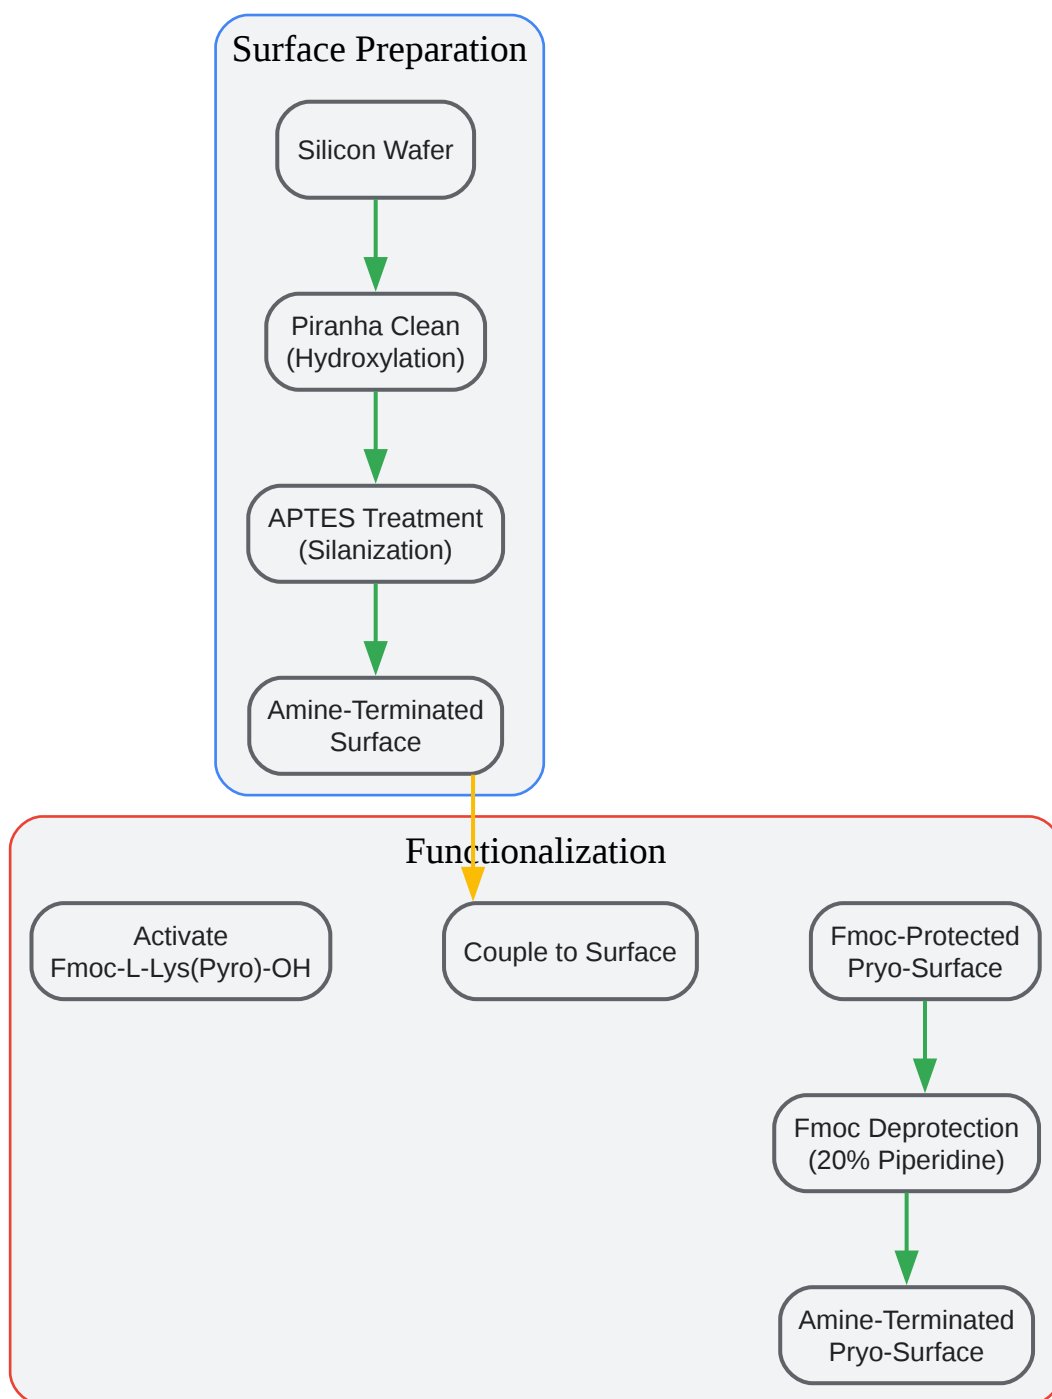 Surface Preparation
Silicon Wafer
Piranha Clean
(Hydroxylation)
APTES Treatment
(Silanization)
Amine-Terminated
Surface
Functionalization
Activate
Fmoc-L-Lys(Pyro)-OH
Couple to Surface
Fmoc-Protected
Pryo-Surface
Fmoc Deprotection
(20% Piperidine)
Amine-Terminated
Pryo-Surface